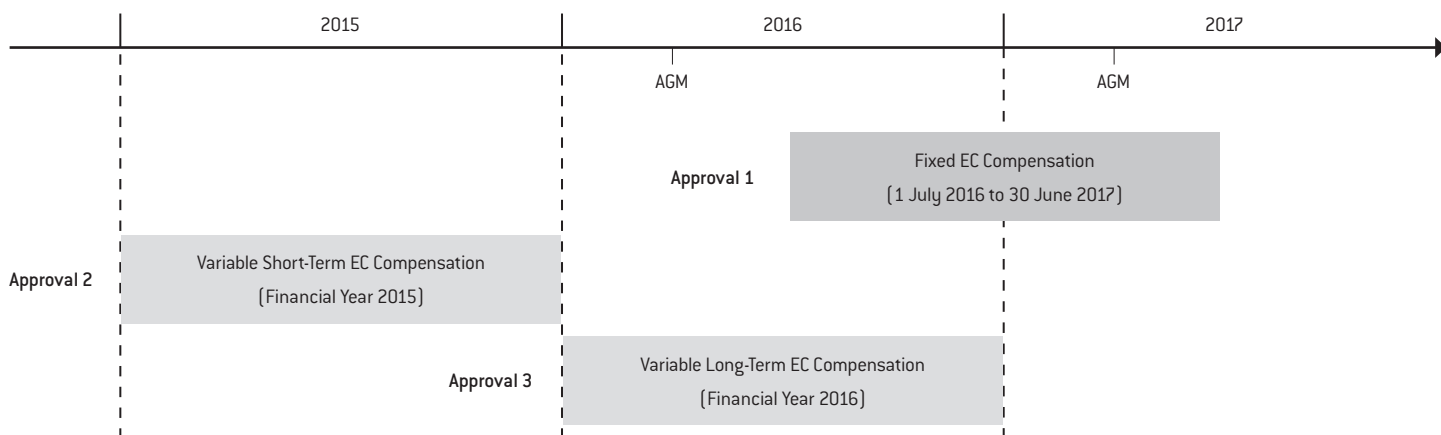 2015
2016
2017
AGM
AGM
Approval 1
Fixed EC Compensation
(1 July 2016 to 30 June 2017)
Approval 2
Variable Short-Term EC Compensation
(Financial Year 2015)
Approval 3
Variable Long-Term EC Compensation
(Financial Year 2016)